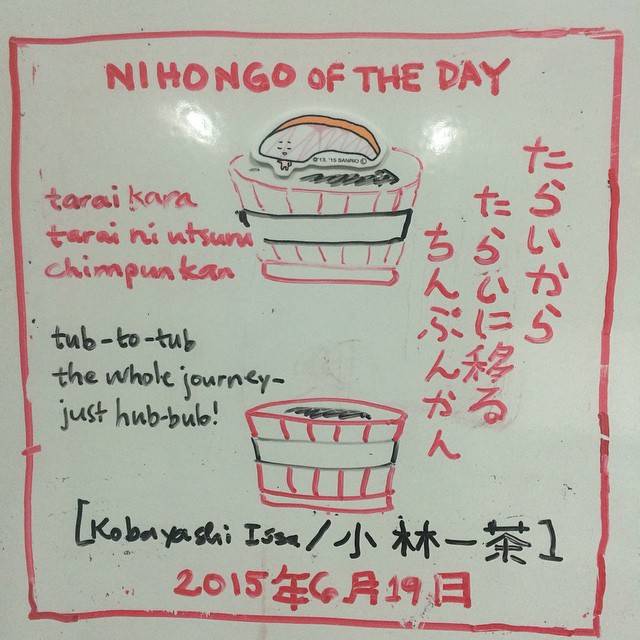 NIHONGO OF THE DAY
©'13, '15 SANRIO
tarai kara
tarai ni utsuru
chimpunkan
たらいから
たらいに移る
ちんぷんかん
tub-to-tub
the whole journey-
just hub-bub!
[Kobayashi Issa/小林一茶]
2015年6月19日